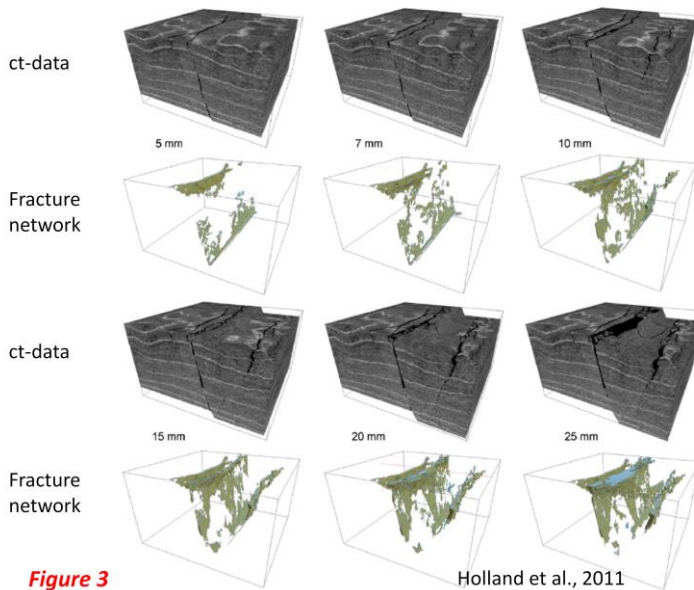 ct-data
5 mm 7 mm 10 mm
Fracture
network
ct-data
15 mm 20 mm 25 mm
Fracture
network
Figure 3 Holland et al., 2011